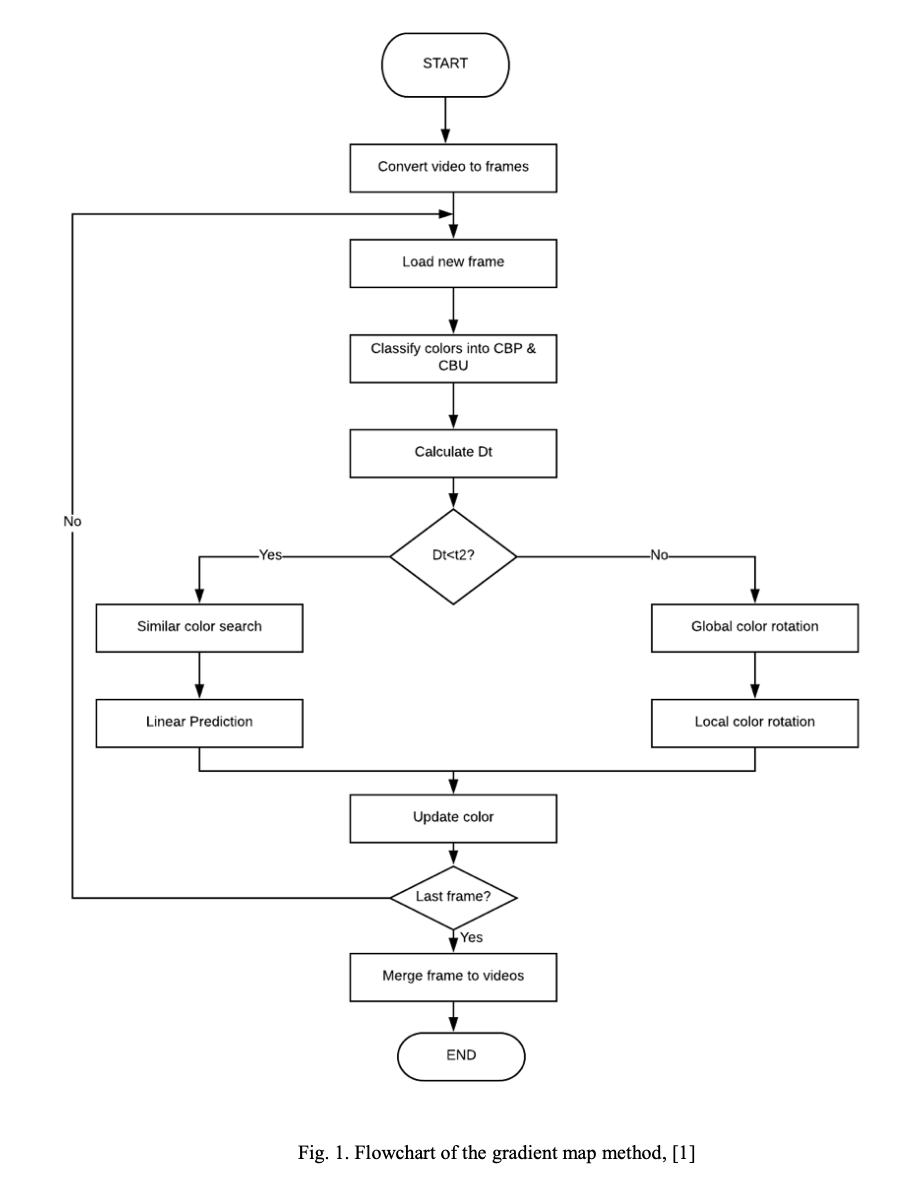 START
Convert video to frames
Load new frame
Classify colors into CBP &
CBU
Calculate Dt
No
Dt<t2?
Yes
No
Similar color search
Global color rotation
Linear Prediction
Local color rotation
Update color
Last frame?
Yes
Merge frame to videos
END
Fig. 1. Flowchart of the gradient map method, [1]